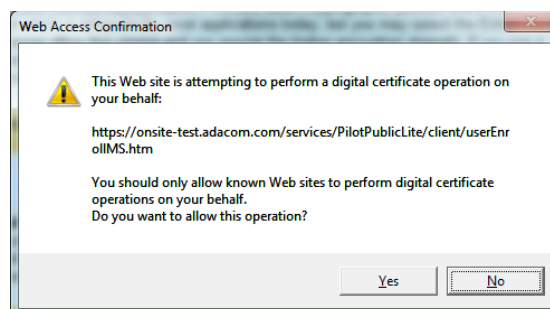 Web Access Confirmation
This Web site is attempting to perform a digital certificate operation on
your behalf:
https://onsite-test.adacom.com/services/PilotPublicLite/client/userEnr
ollMS.htm
You should only allow known Web sites to perform digital certificate
operations on your behalf.
Do you want to allow this operation?
Yes No